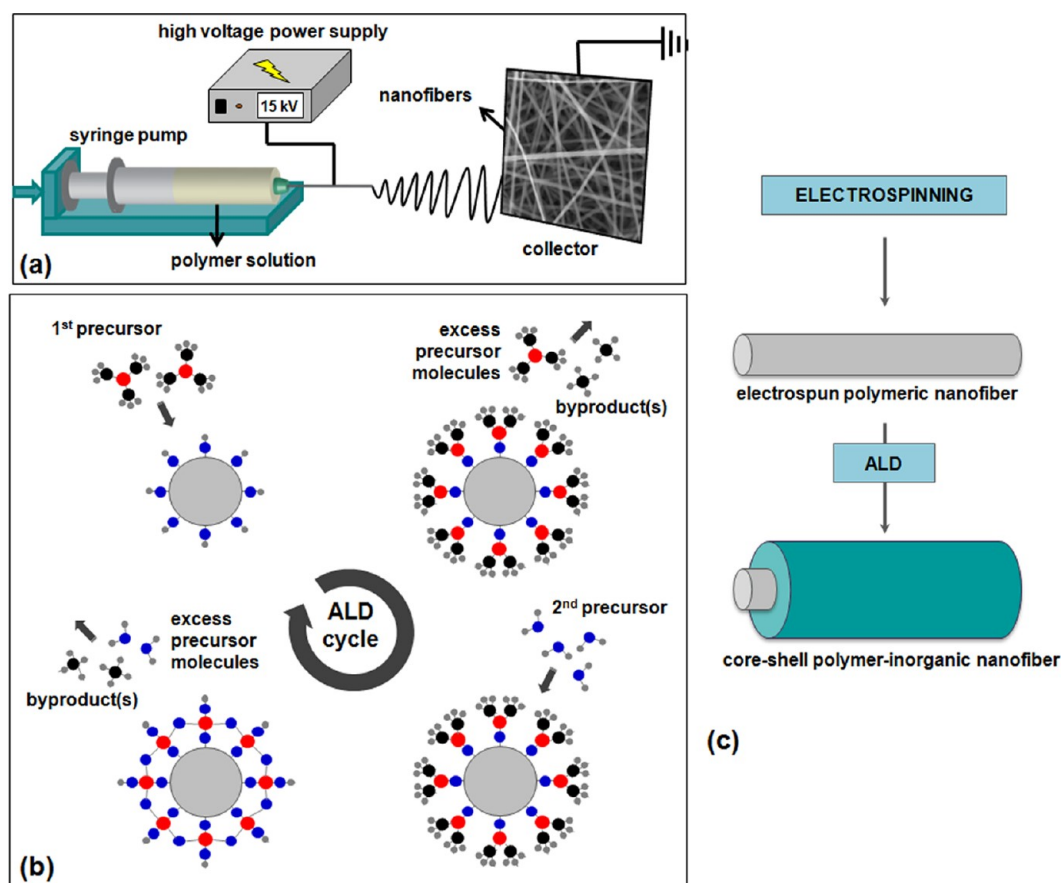 high voltage power supply
15 kV
nanofibers
syringe pump
polymer solution
collector
(a)
1st precursor
excess
precursor
molecules
byproduct(s)
ALD
cycle
excess
precursor
molecules
byproduct(s)
2nd precursor
(b)
ELECTROSPINNING
electrospun polymeric nanofiber
ALD
core-shell polymer-inorganic nanofiber
(c)